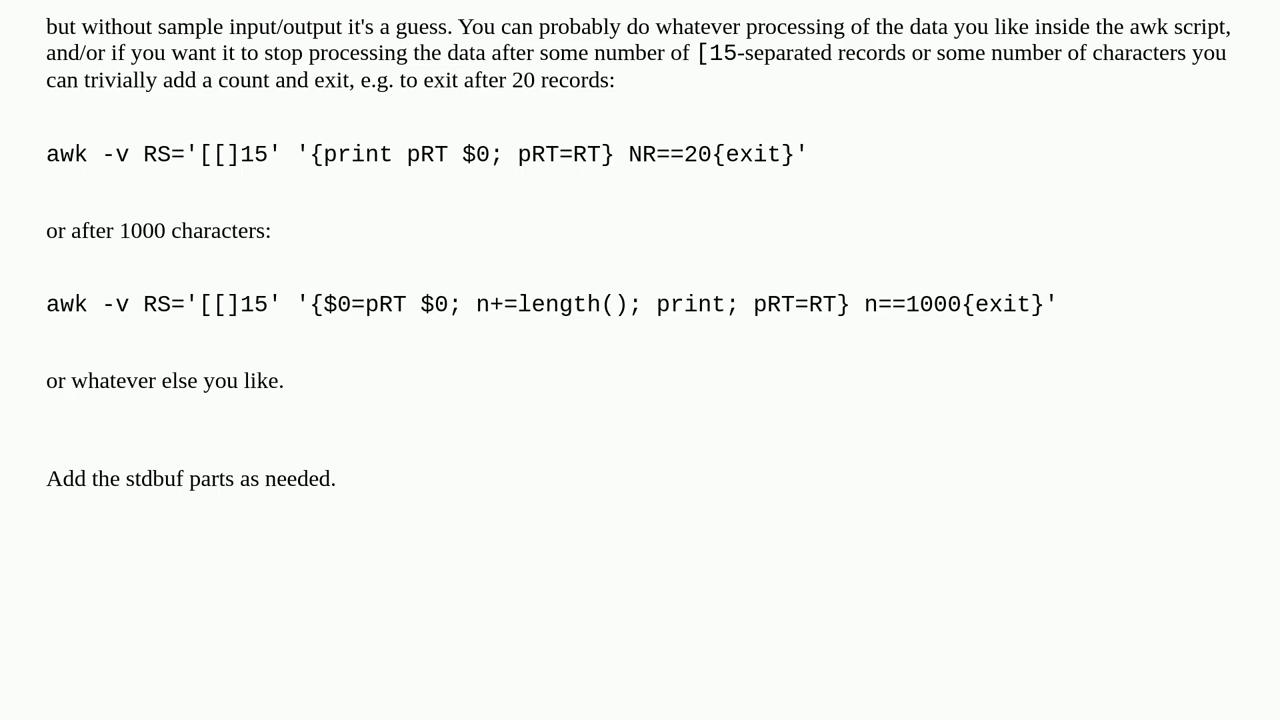 but without sample input/output it's a guess. You can probably do whatever processing of the data you like inside the awk script,
and/or if you want it to stop processing the data after some number of [15-separated records or some number of characters you
can trivially add a count and exit, e.g. to exit after 20 records:
awk -v RS='[[]15' '{print pRT $0; pRT=RT} NR==20{exit}'
or after 1000 characters:
awk -v RS='[[]15' '{$0=pRT $0; n+=length(); print; pRT=RT} n==1000{exit}'
or whatever else you like.
Add the stdbuf parts as needed.